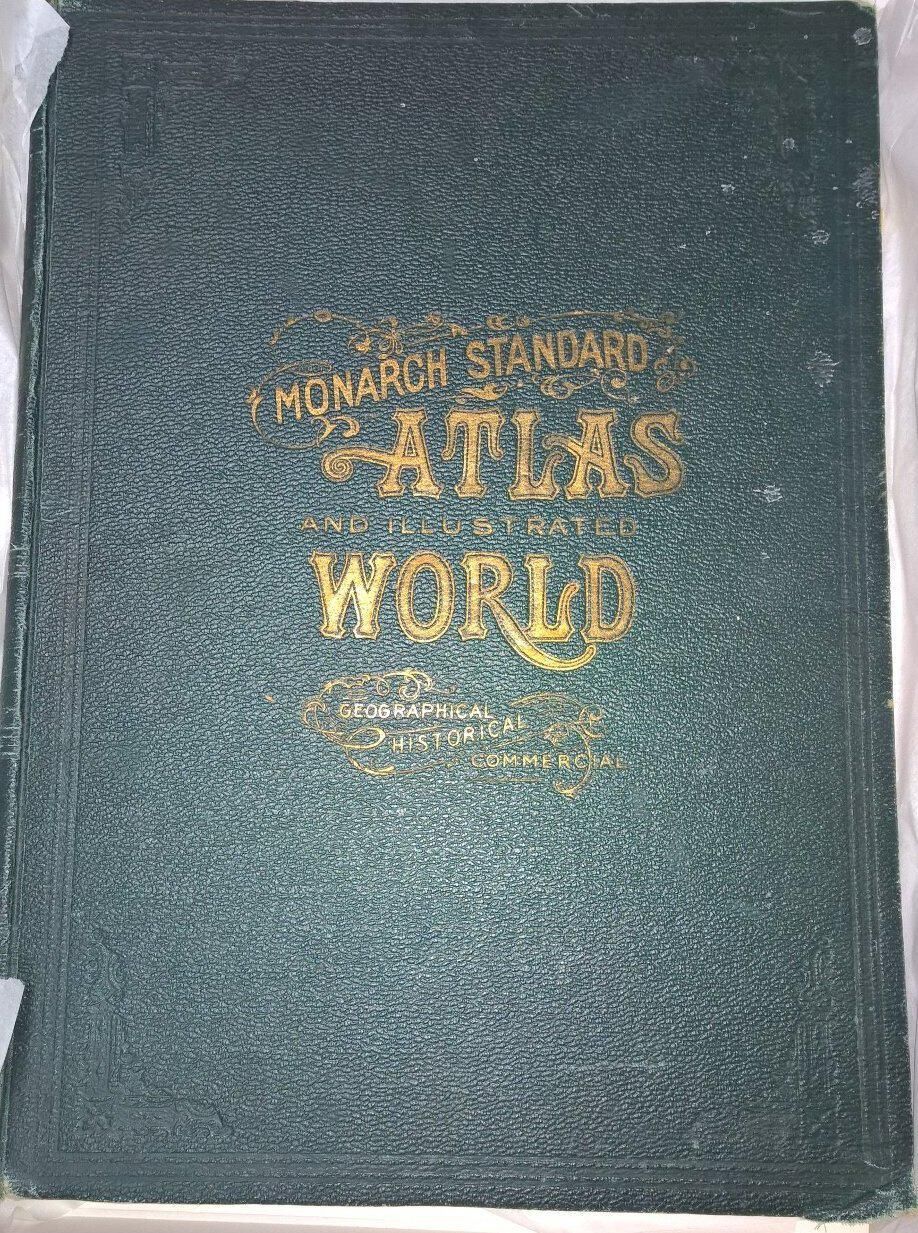 MONARCH STANDARD
ATLAS
AND ILLUSTRATED
WORLD
GEOGRAPHICAL
HISTORICAL
COMMERCIAL